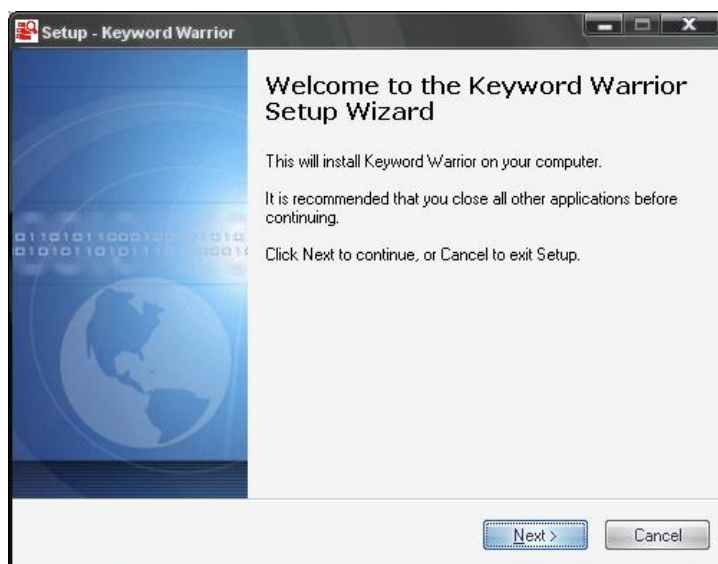 Setup - Keyword Warrior
Welcome to the Keyword Warrior
Setup Wizard
This will install Keyword Warrior on your computer.
It is recommended that you close all other applications before
continuing.
Click Next to continue, or Cancel to exit Setup.
Next >
Cancel